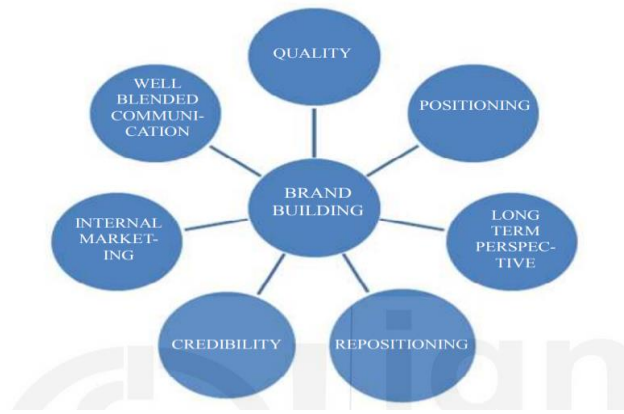 QUALITY
WELL
BLENDED
COMMUNI-
CATION
POSITIONING
BRAND
BUILDING
INTERNAL
MARKET-
ING
LONG
TERM
PERSPEC-
TIVE
CREDIBILITY
REPOSITIONING